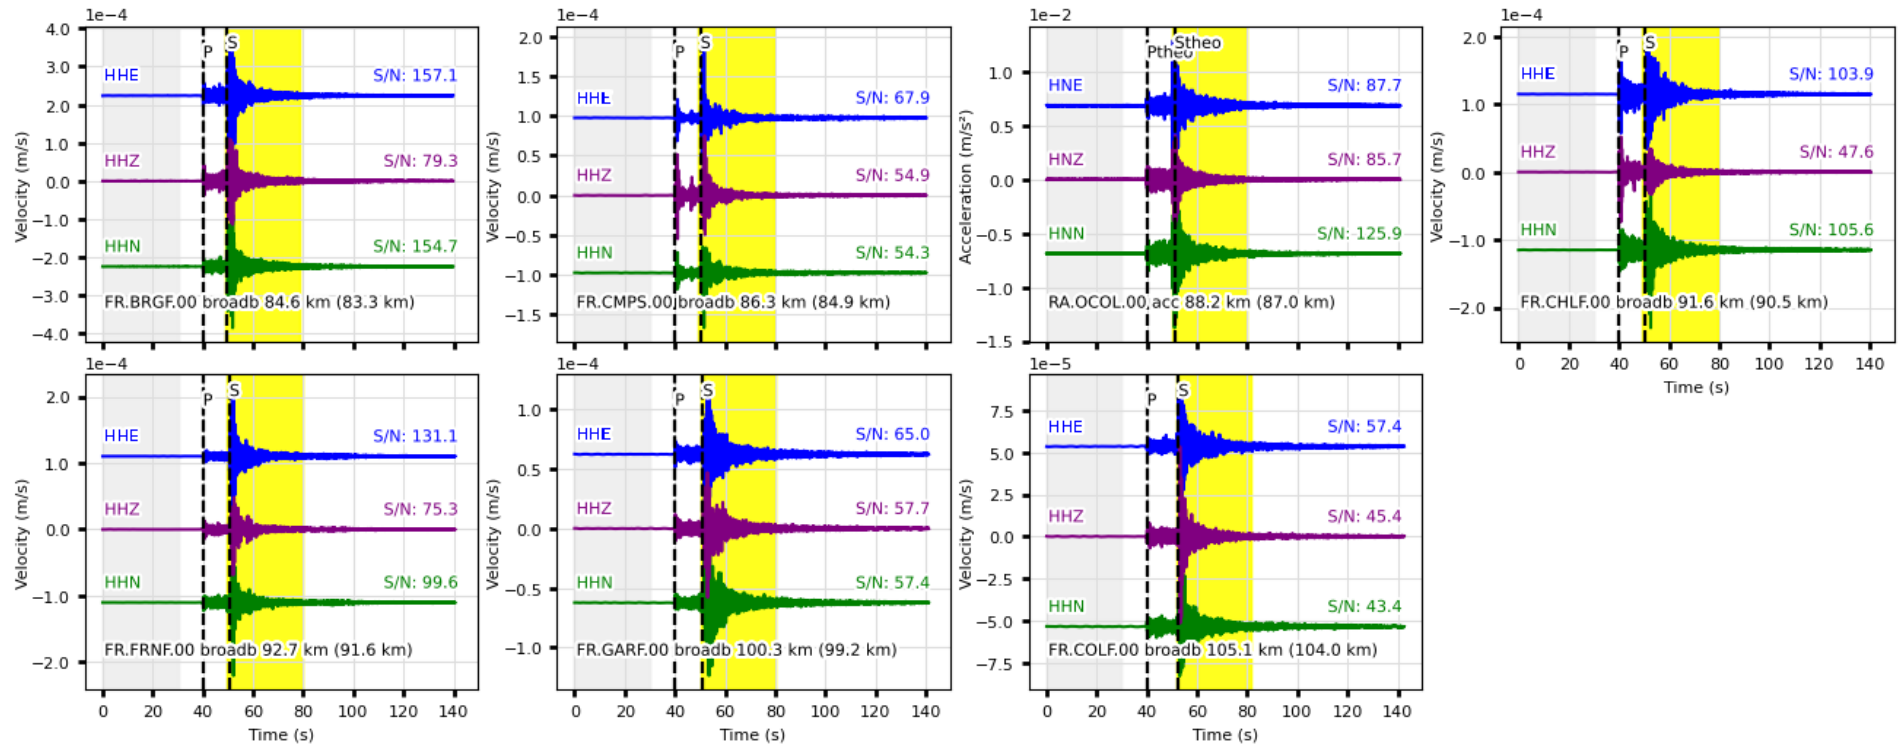 1e−4
4.0
3.0
2.0
1.0
0.0
−1.0
−2.0
−3.0
−4.0
Velocity (m/s)
P
S
HHE
S/N: 157.1
HHZ
S/N: 79.3
HHN
S/N: 154.7
FR.BRGF.00 broadb 84.6 km (83.3 km)
1e−4
2.0
1.5
1.0
0.5
0.0
−0.5
−1.0
−1.5
Velocity (m/s)
P
S
HHE
S/N: 67.9
HHZ
S/N: 54.9
HHN
S/N: 54.3
FR.CMPS.00 broadb 86.3 km (84.9 km)
1e−2
1.0
0.5
0.0
−0.5
−1.0
−1.5
Acceleration (m/s²)
Ptheo
Stheo
HNE
S/N: 87.7
HNZ
S/N: 85.7
HNN
S/N: 125.9
RA.OCOL.00 acc 88.2 km (87.0 km)
1e−4
2.0
1.0
0.0
−1.0
−2.0
Velocity (m/s)
P
S
HHE
S/N: 103.9
HHZ
S/N: 47.6
HHN
S/N: 105.6
FR.CHLF.00 broadb 91.6 km (90.5 km)
0 20 40 60 80 100 120 140
Time (s)
1e−4
2.0
1.0
0.0
−1.0
−2.0
Velocity (m/s)
P
S
HHE
S/N: 131.1
HHZ
S/N: 75.3
HHN
S/N: 99.6
FR.FRNF.00 broadb 92.7 km (91.6 km)
0 20 40 60 80 100 120 140
Time (s)
1e−4
1.0
0.5
0.0
−0.5
−1.0
Velocity (m/s)
P
S
HHE
S/N: 65.0
HHZ
S/N: 57.7
HHN
S/N: 57.4
FR.GARF.00 broadb 100.3 km (99.2 km)
0 20 40 60 80 100 120 140
Time (s)
1e−5
7.5
5.0
2.5
0.0
−2.5
−5.0
−7.5
Velocity (m/s)
P
S
HHE
S/N: 57.4
HHZ
S/N: 45.4
HHN
S/N: 43.4
FR.COLF.00 broadb 105.1 km (104.0 km)
0 20 40 60 80 100 120 140
Time (s)